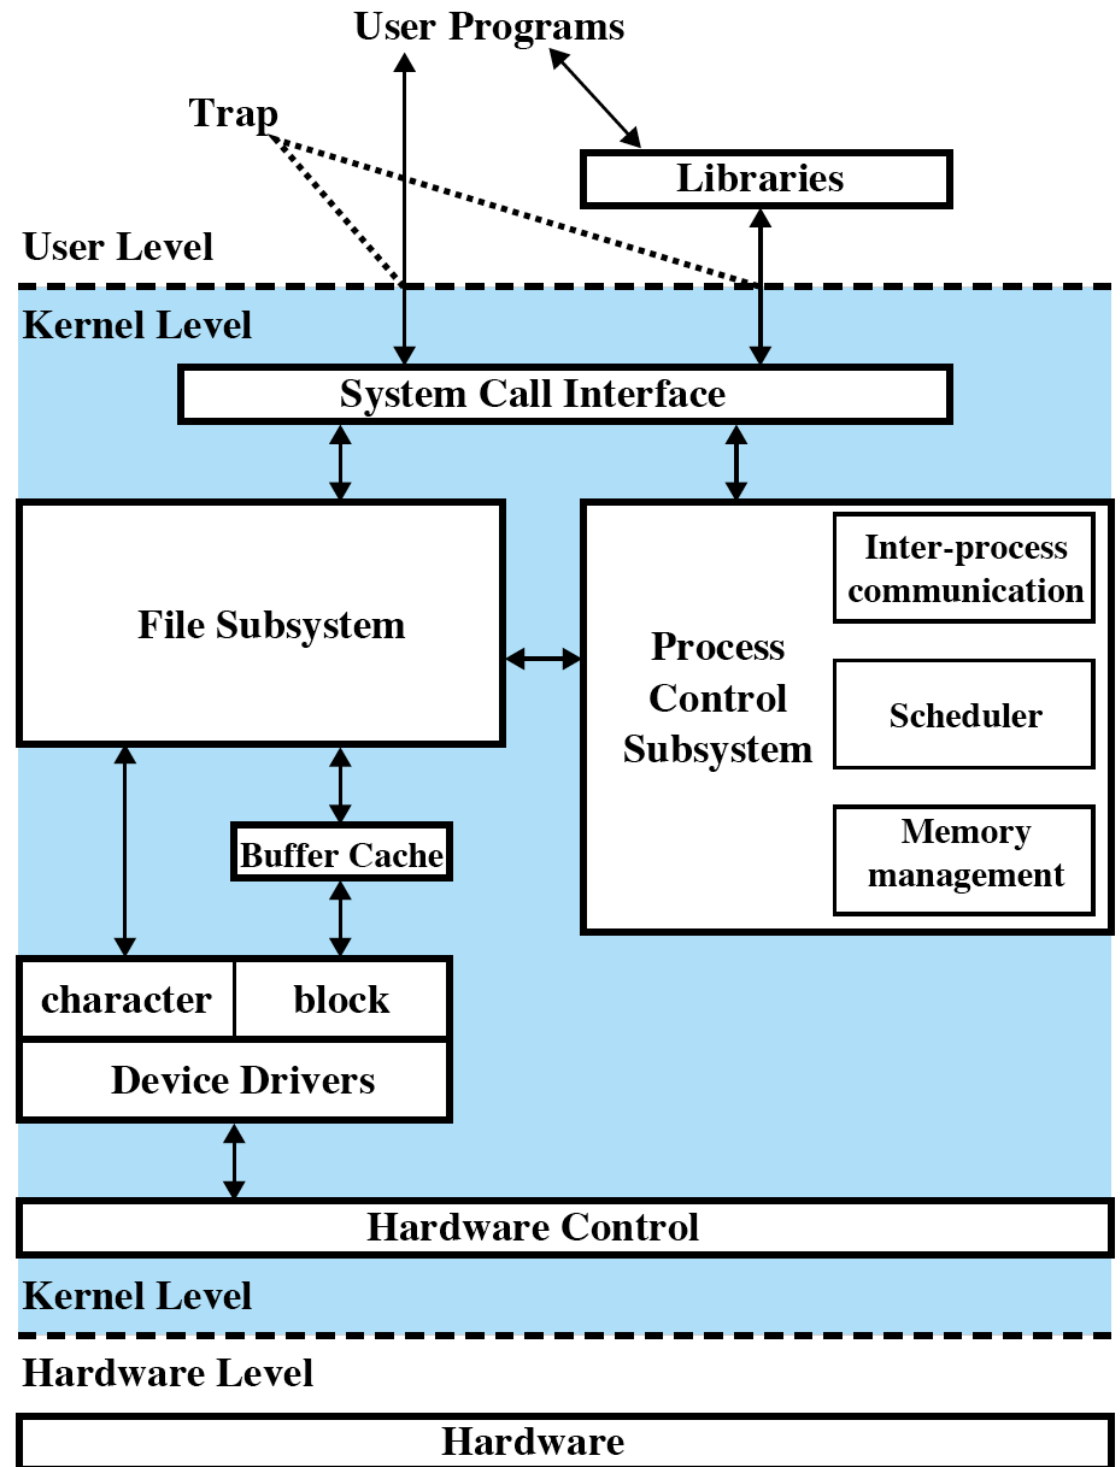 User Programs
Trap
Libraries
User Level
Kernel Level
System Call Interface
File Subsystem
Process
Control
Subsystem
Inter-process
communication
Scheduler
Memory
management
Buffer Cache
character
block
Device Drivers
Hardware Control
Kernel Level
Hardware Level
Hardware